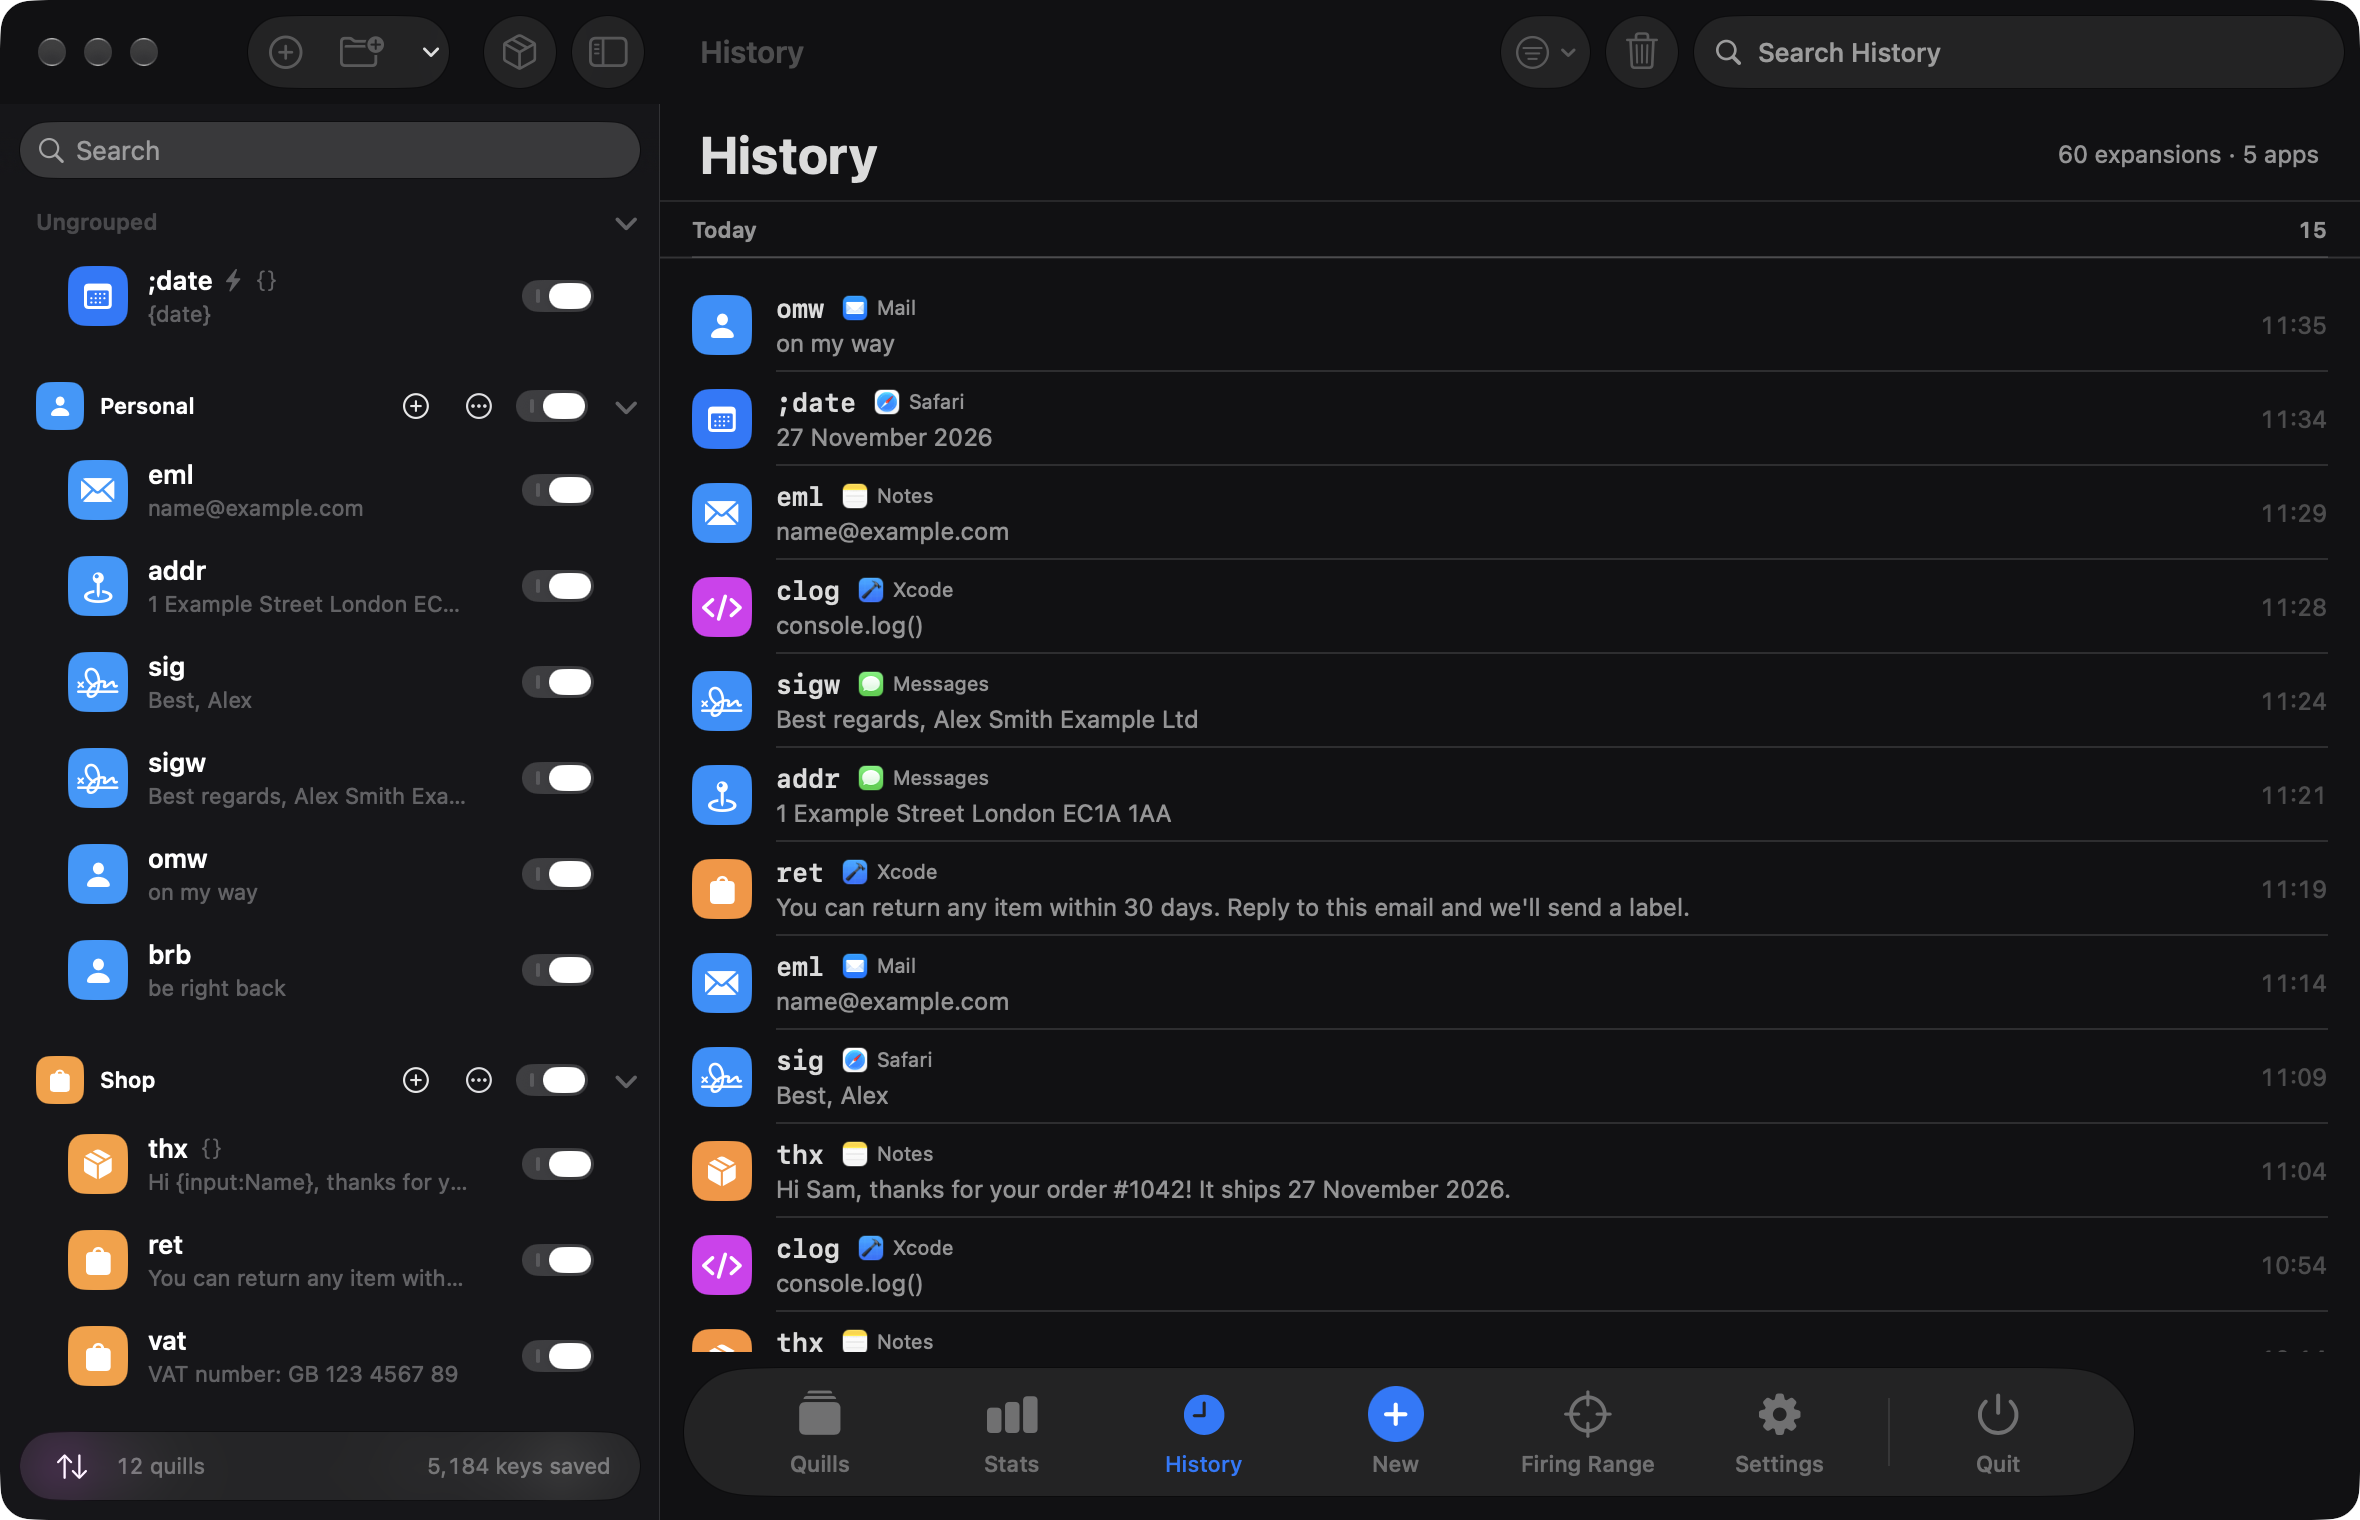 History
Search History
Search
Ungrouped
;date {}
{date}
Personal
eml
name@example.com
addr
1 Example Street London EC...
sig
Best, Alex
sigw
Best regards, Alex Smith Exa...
omw
on my way
brb
be right back
Shop
thx {}
Hi {input:Name}, thanks for y...
ret
You can return any item with...
vat
VAT number: GB 123 4567 89
12 quills
5,184 keys saved
History
60 expansions · 5 apps
Today
15
omw Mail
on my way
11:35
;date Safari
27 November 2026
11:34
eml Notes
name@example.com
11:29
clog Xcode
console.log()
11:28
sigw Messages
Best regards, Alex Smith Example Ltd
11:24
addr Messages
1 Example Street London EC1A 1AA
11:21
ret Xcode
You can return any item within 30 days. Reply to this email and we'll send a label.
11:19
eml Mail
name@example.com
11:14
sig Safari
Best, Alex
11:09
thx Notes
Hi Sam, thanks for your order #1042! It ships 27 November 2026.
11:04
clog Xcode
console.log()
10:54
thx Notes
Quills
Stats
History
New
Firing Range
Settings
Quit